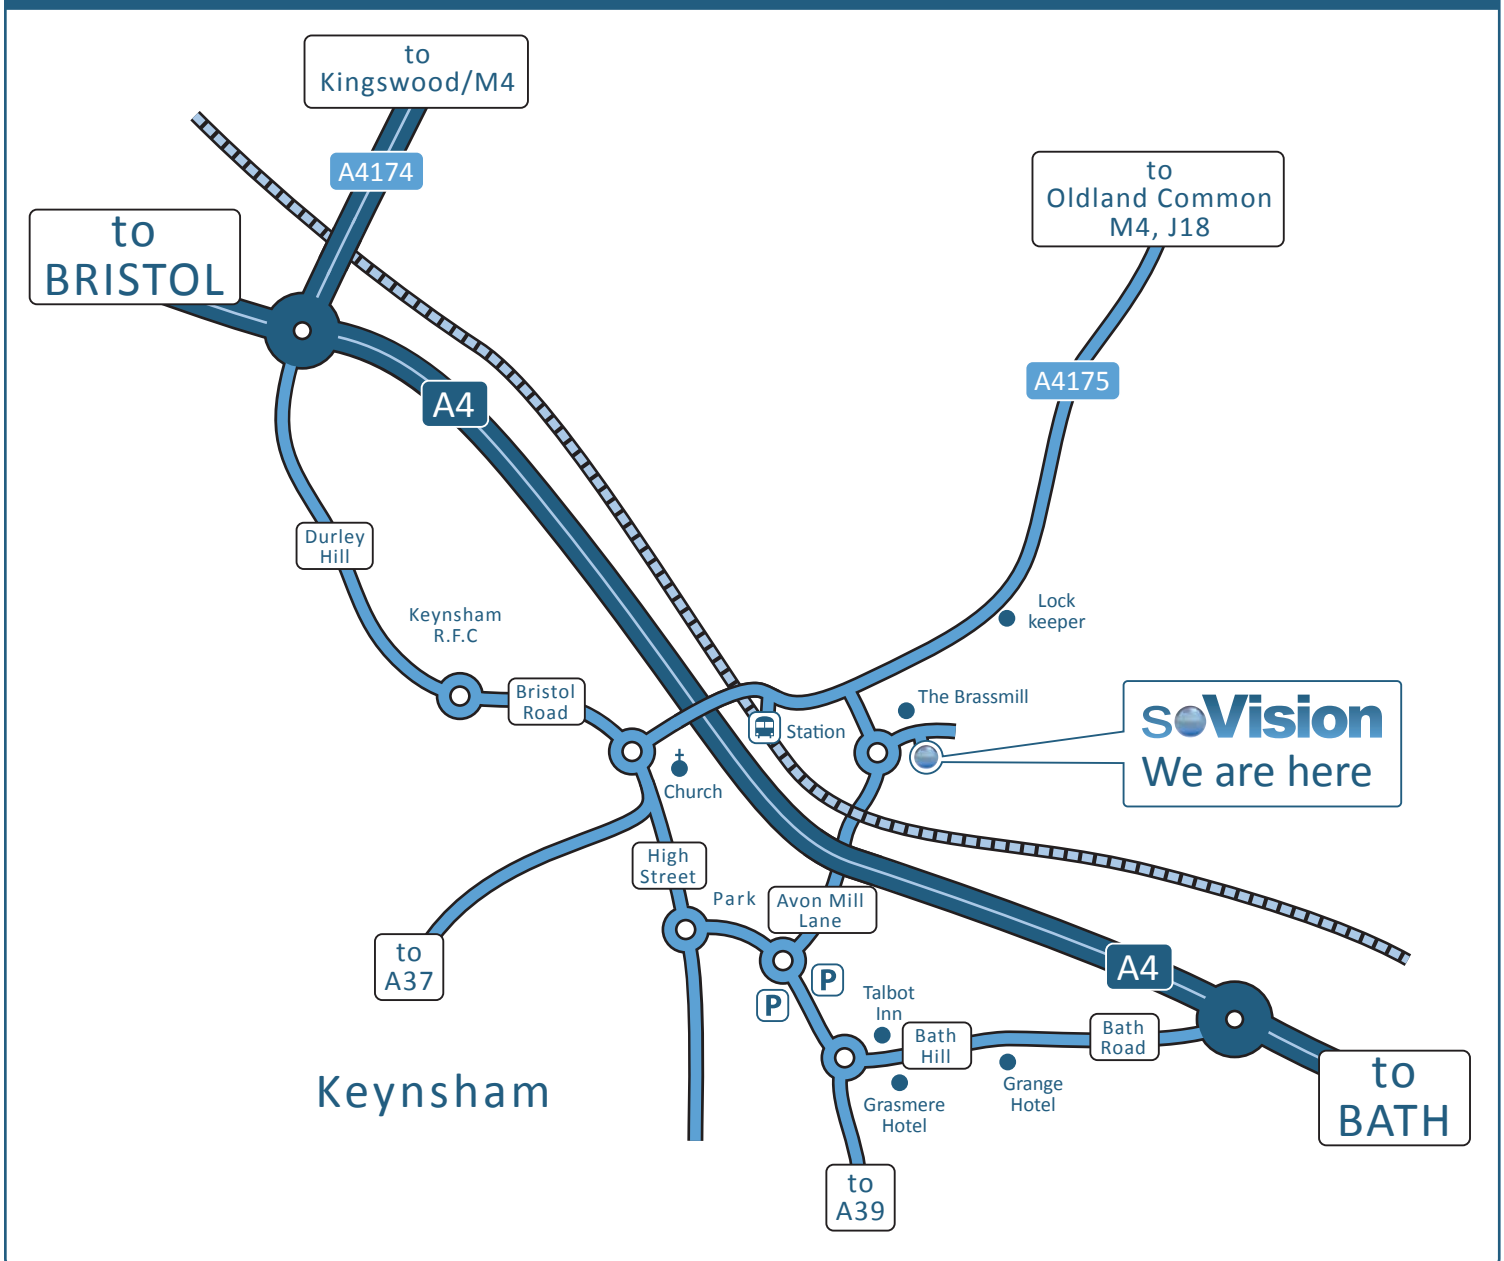 to
Kingswood/M4
A4174
to
Oldland Common
M4, J18
to
BRISTOL
A4175
A4
Durley
Hill
Keynsham
R.F.C
Lock
keeper
Bristol
Road
The Brassmill
soVision
We are here
Station
Church
High
Street
Park
Avon Mill
Lane
to
A37
A4
P
P
Talbot
Inn
Bath
Hill
Bath
Road
Keynsham
Grasmere
Hotel
Grange
Hotel
to
BATH
to
A39